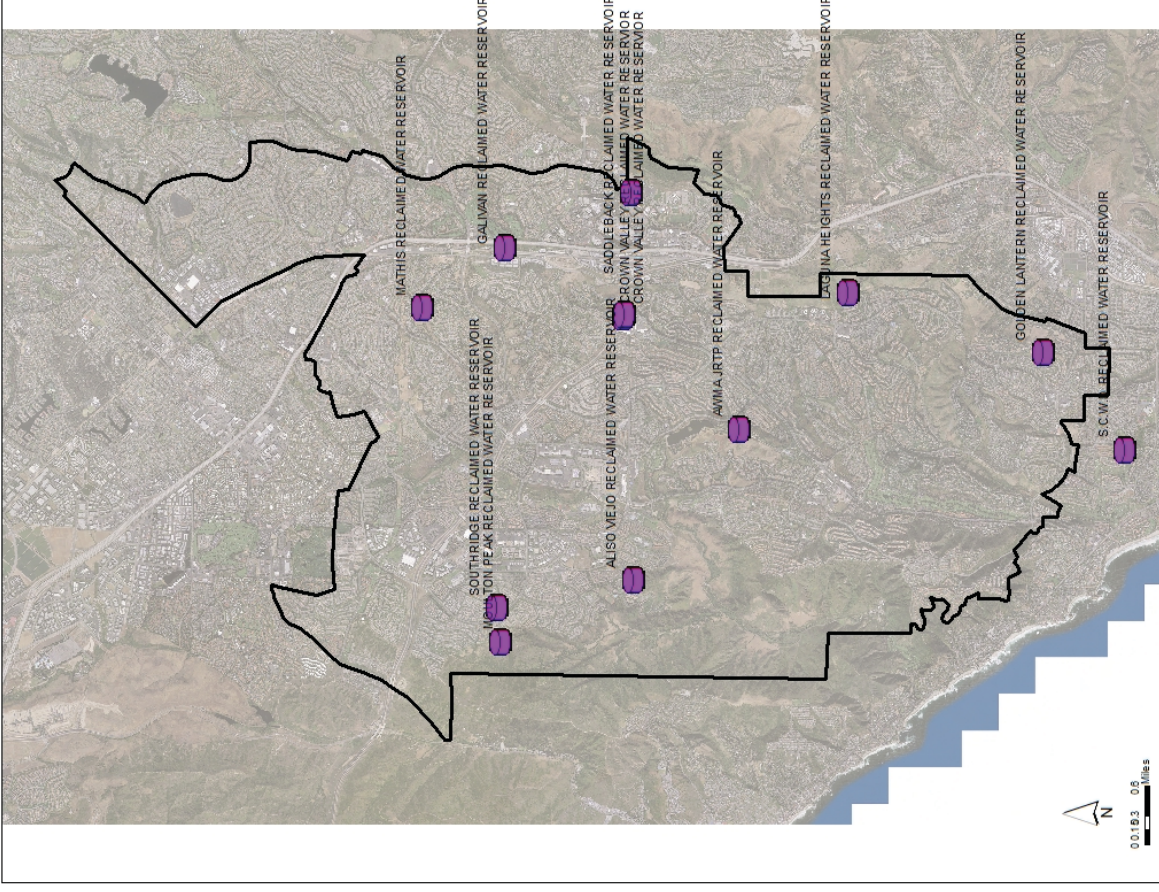 MATHIS RECLAIMED WATER RESERVOIR
GALIVAN RECLAIMED WATER RESERVOIR
SOUTHRIDGE RECLAIMED WATER RESERVOIR
MOULTON PEAK RECLAIMED WATER RESERVOIR
SADDLEBACK RECLAIMED WATER RESERVOIR
CROWN VALLEY RECLAIMED WATER RESERVIOR
CROWN VALLEY RECLAIMED WATER RESERVIOR
ALISO VIEJO RECLAIMED WATER RESERVOIR
AWMA JRTP RECLAIMED WATER RESERVOIR
LAGUNA HEIGHTS RECLAIMED WATER RESERVOIR
GOLDEN LANTERN RECLAIMED WATER RESERVOIR
RECLAIMED WATER RESERVOIR
N
0 0.15 0.3 0.6
Miles